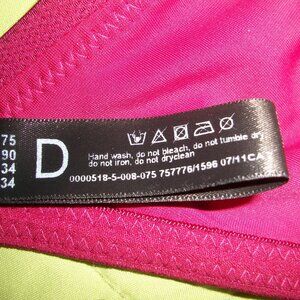 75
90
34
34
D
Hand wash, do not bleach, do not tumble dry
do not iron, do not dryclean
0000518-5-008-075 757776/1596 07/11CA